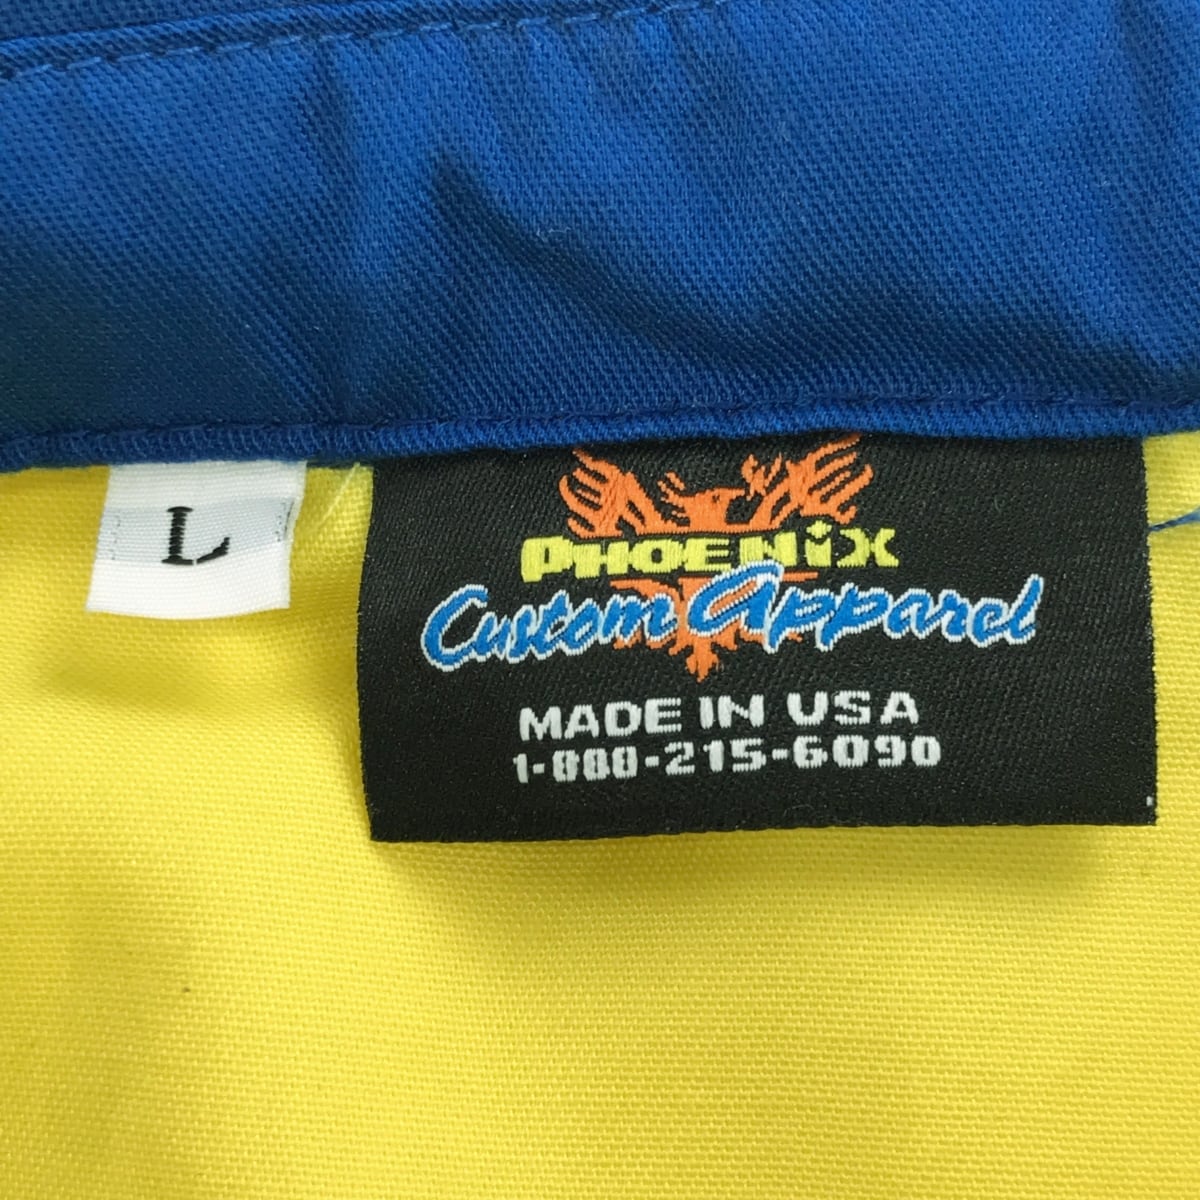 L
PHOENiX
Custom Apparel
MADE IN USA
1-888-215-6090